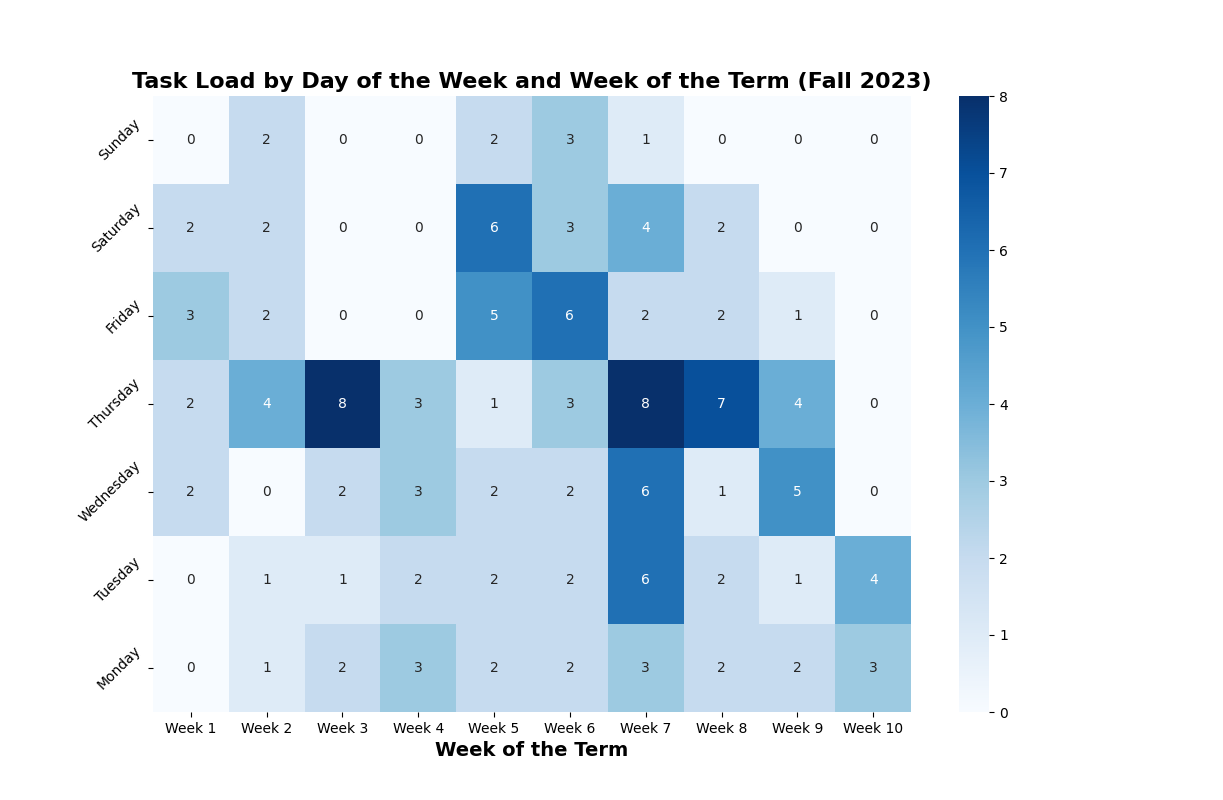 Task Load by Day of the Week and Week of the Term (Fall 2023)
Sunday 0 2 0 0 2 3 1 0 0 0
Saturday 2 2 0 0 6 3 4 2 0 0
Friday 3 2 0 0 5 6 2 2 1 0
Thursday 2 4 8 3 1 3 8 7 4 0
Wednesday 2 0 2 3 2 2 6 1 5 0
Tuesday 0 1 1 2 2 2 6 2 1 4
Monday 0 1 2 3 2 2 3 2 2 3
Week 1 Week 2 Week 3 Week 4 Week 5 Week 6 Week 7 Week 8 Week 9 Week 10
Week of the Term
8
7
6
5
4
3
2
1
0